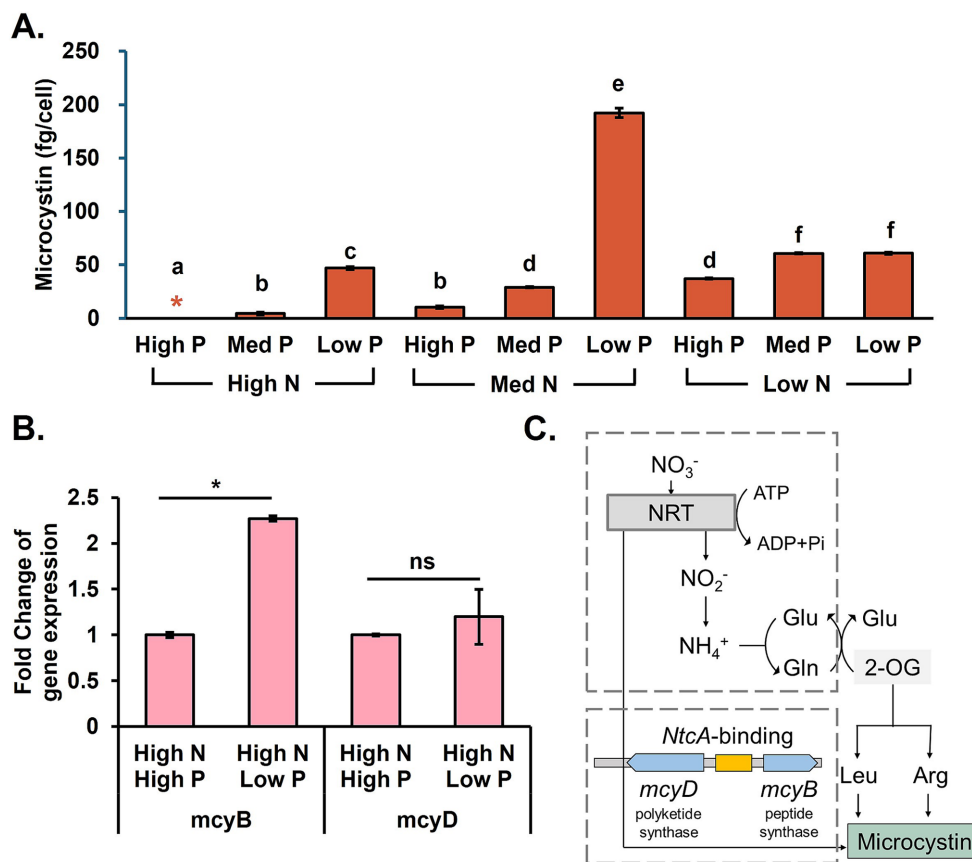 A.
Microcystin (fg/cell)
250
200
150
100
50
0
a
*
b
c
b
d
e
d
f
f
High P Med P Low P High P Med P Low P High P Med P Low P
High N Med N Low N
B.
Fold Change of
gene expression
2.5
2
1.5
1
0.5
0
*
ns
High N High N High N High N
High P Low P High P Low P
mcyB mcyD
C.
NO3-
NRT
ATP
ADP+Pi
NO2-
NH4+
Glu
Gln
Glu
2-OG
NtcA-binding
mcyD mcyB
polyketide peptide
synthase synthase
Leu Arg
Microcystin